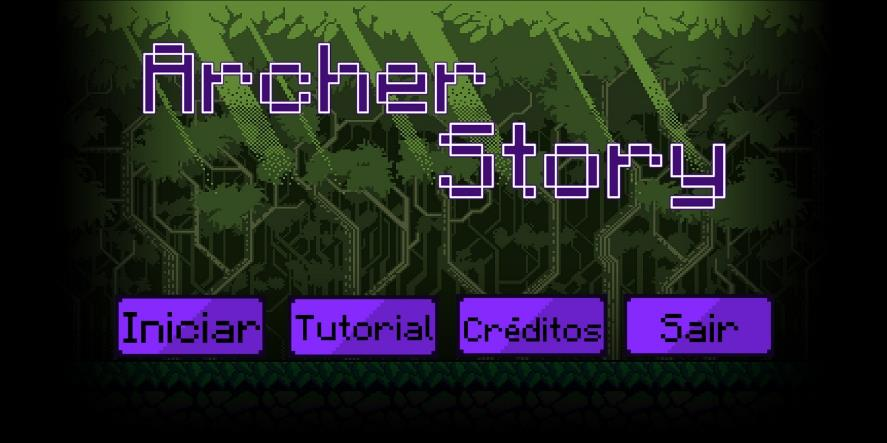 Archer
Story
Iniciar
Tutorial
Créditos
Sair